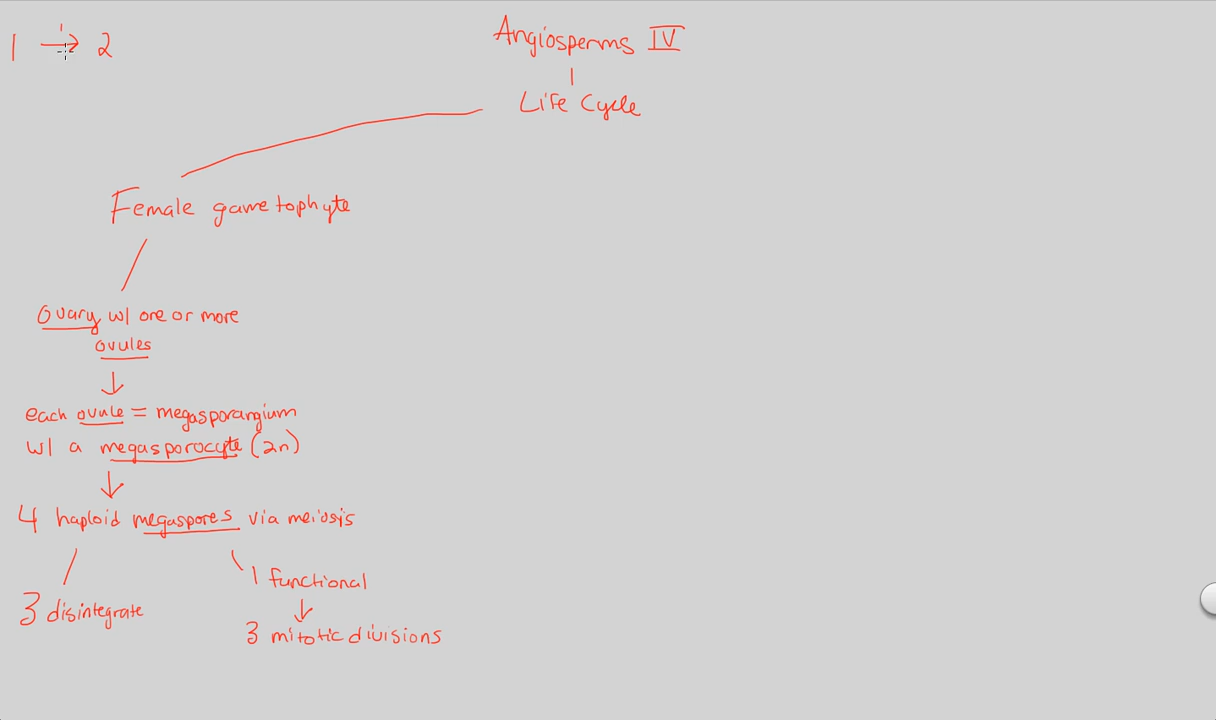 1 → 2
1
Angiosperms IV
Life Cycle
Female gametophyte
Ovary w/ one or more
ovules
each ovule = megasporangium
w/ a megasporocyte (2n)
4 haploid megaspores via meiosis
3 disintegrate
1 functional
3 mitotic divisions